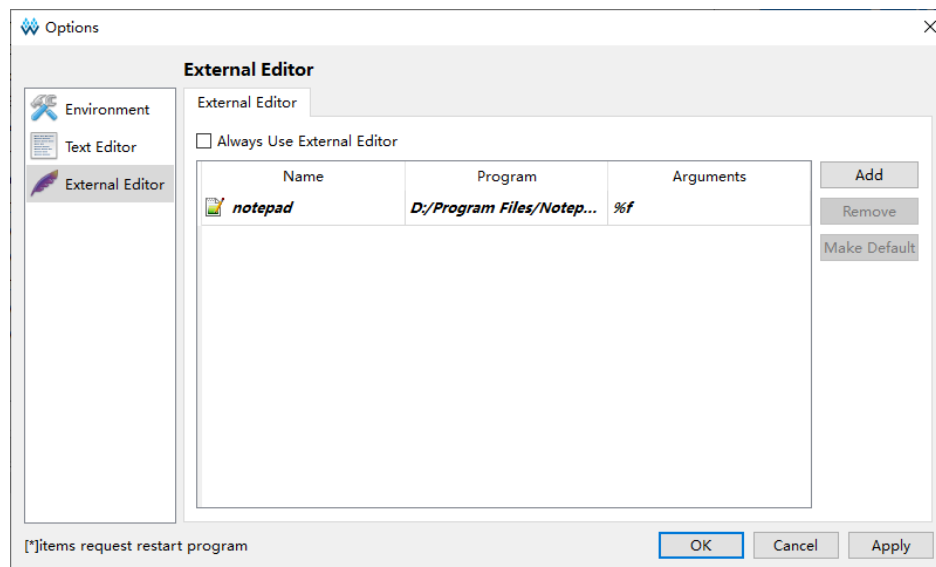 Options
External Editor
Environment
Text Editor
External Editor
External Editor
Always Use External Editor
Name Program Arguments
notepad D:/Program Files/Notep... %f
Add
Remove
Make Default
[*]items request restart program
OK Cancel Apply